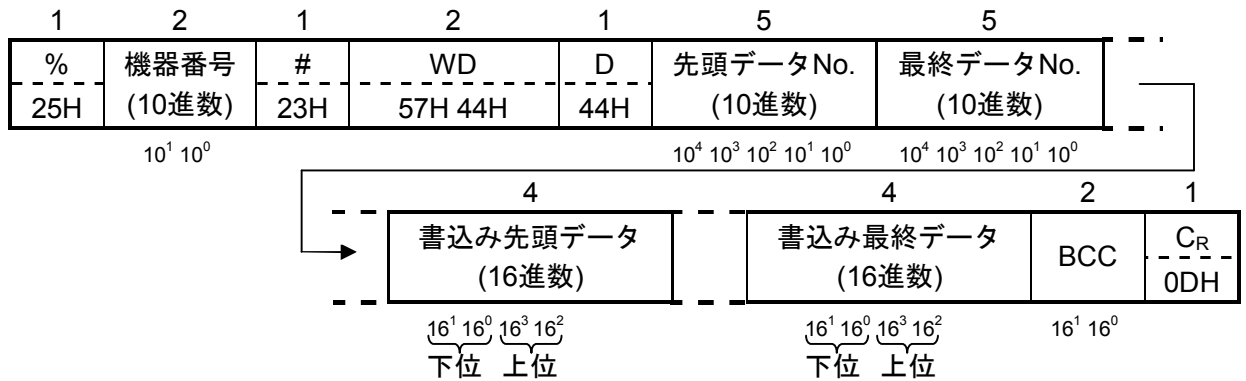 1 2 1 2 1 5 5
% 機器番号 # WD D 先頭データNo. 最終データNo.
25H (10進数) 23H 57H 44H 44H (10進数) (10進数)
10¹ 10⁰ 10⁴ 10³ 10² 10¹ 10⁰ 10⁴ 10³ 10² 10¹ 10⁰
4 4 2 1
書込み先頭データ 書込み最終データ BCC CR
(16進数) (16進数) 0DH
16¹ 16⁰ 16³ 16² 16¹ 16⁰ 16³ 16² 16¹ 16⁰
下位 上位 下位 上位